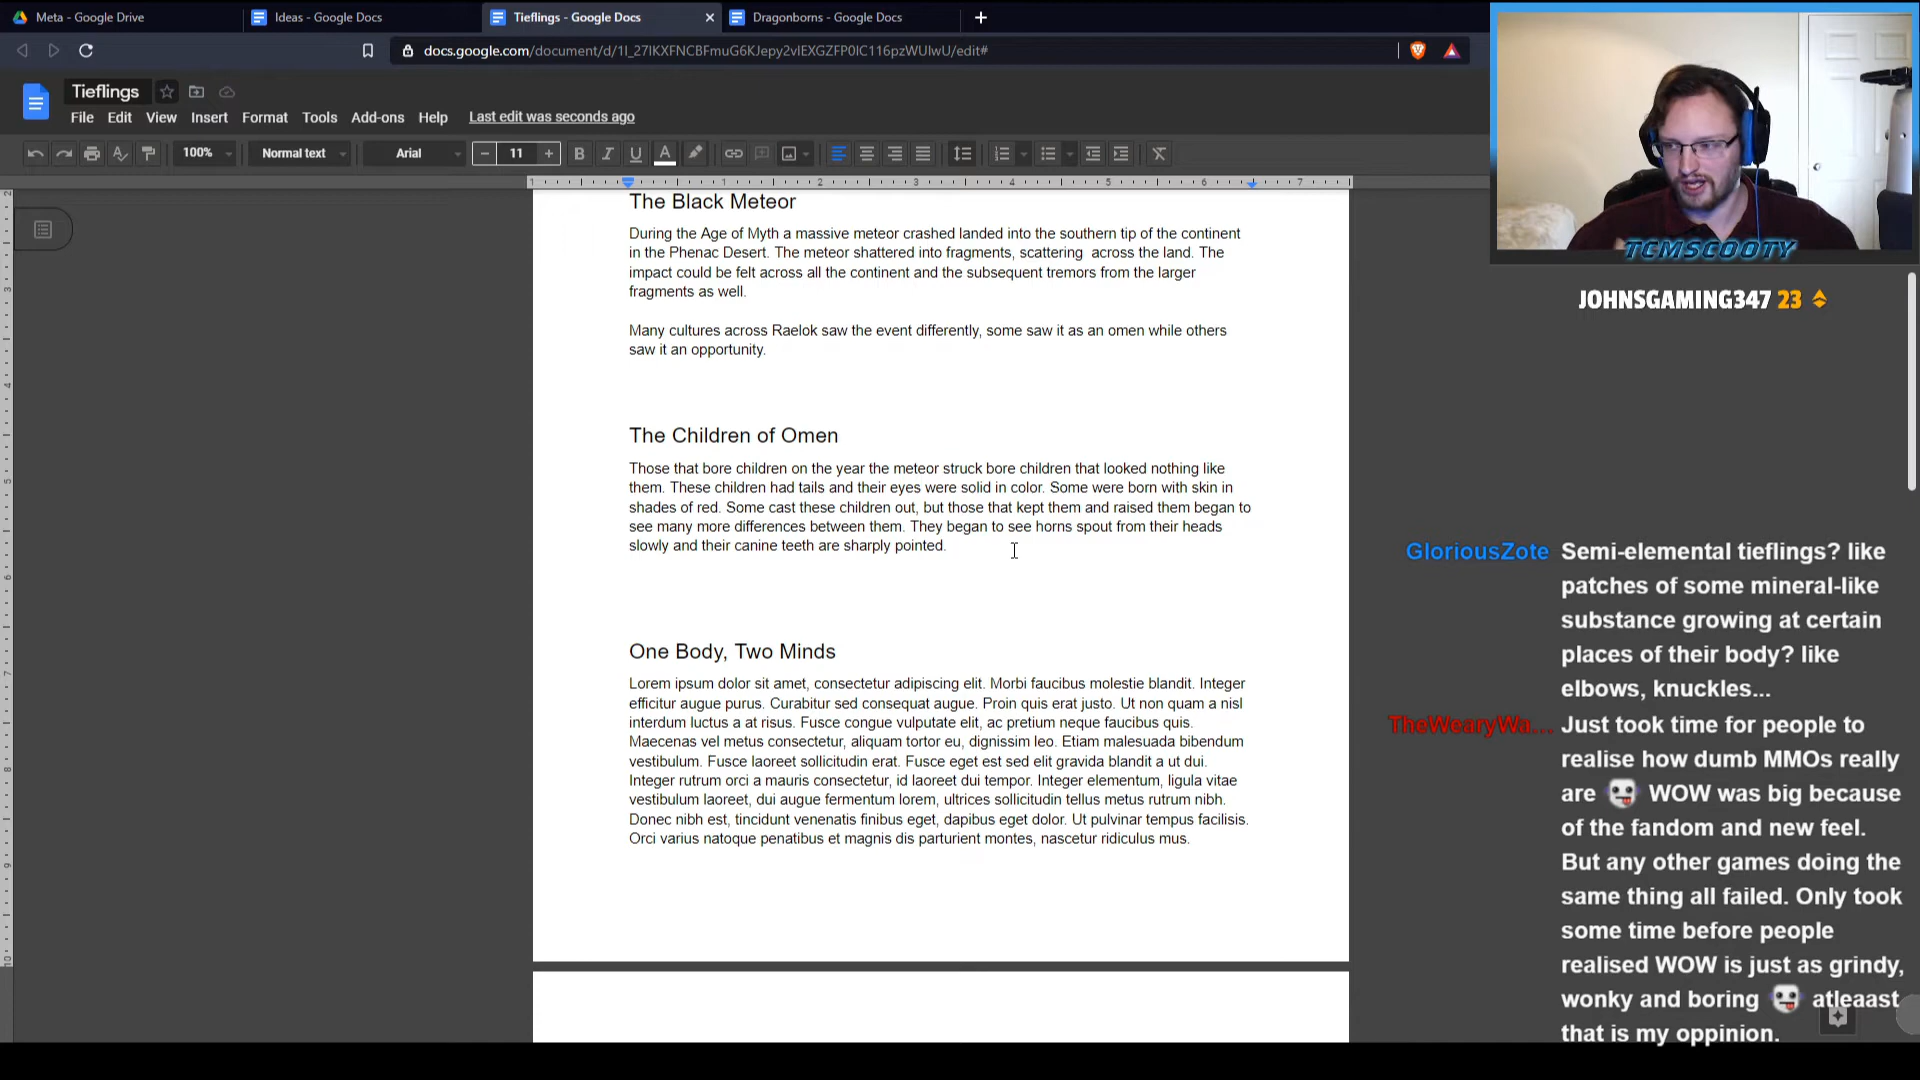 Meta - Google Drive
Ideas - Google Docs
Tieflings - Google Docs
Dragonborns - Google Docs
docs.google.com/document/d/1I_27IKXFNCBFmuG6KJepy2vIEXGZFP0IC116pzWUIwU/edit#
Tieflings
File Edit View Insert Format Tools Add-ons Help Last edit was seconds ago
100% Normal text Arial 11
The Black Meteor
During the Age of Myth a massive meteor crashed landed into the southern tip of the continent
in the Phenac Desert. The meteor shattered into fragments, scattering  across the land. The
impact could be felt across all the continent and the subsequent tremors from the larger
fragments as well.
Many cultures across Raelok saw the event differently, some saw it as an omen while others
saw it an opportunity.
The Children of Omen
Those that bore children on the year the meteor struck bore children that looked nothing like
them. These children had tails and their eyes were solid in color. Some were born with skin in
shades of red. Some cast these children out, but those that kept them and raised them began to
see many more differences between them. They began to see horns spout from their heads
slowly and their canine teeth are sharply pointed.
One Body, Two Minds
Lorem ipsum dolor sit amet, consectetur adipiscing elit. Morbi faucibus molestie blandit. Integer
efficitur augue purus. Curabitur sed consequat augue. Proin quis erat justo. Ut non quam a nisl
interdum luctus a at risus. Fusce congue vulputate elit, ac pretium neque faucibus quis.
Maecenas vel metus consectetur, aliquam tortor eu, dignissim leo. Etiam malesuada bibendum
vestibulum. Fusce laoreet sollicitudin erat. Fusce eget est sed elit gravida blandit a ut dui.
Integer rutrum orci a mauris consectetur, id laoreet dui tempor. Integer elementum, ligula vitae
vestibulum laoreet, dui augue fermentum lorem, ultrices sollicitudin tellus metus rutrum nibh.
Donec nibh est, tincidunt venenatis finibus eget, dapibus eget dolor. Ut pulvinar tempus facilisis.
Orci varius natoque penatibus et magnis dis parturient montes, nascetur ridiculus mus.
TCMSCOOTY
JOHNSGAMING347 23
GloriousZote Semi-elemental tieflings? like
patches of some mineral-like
substance growing at certain
places of their body? like
elbows, knuckles...
TheWearyWa... Just took time for people to
realise how dumb MMOs really
are WOW was big because
of the fandom and new feel.
But any other games doing the
same thing all failed. Only took
some time before people
realised WOW is just as grindy,
wonky and boring atleaast
that is my oppinion.